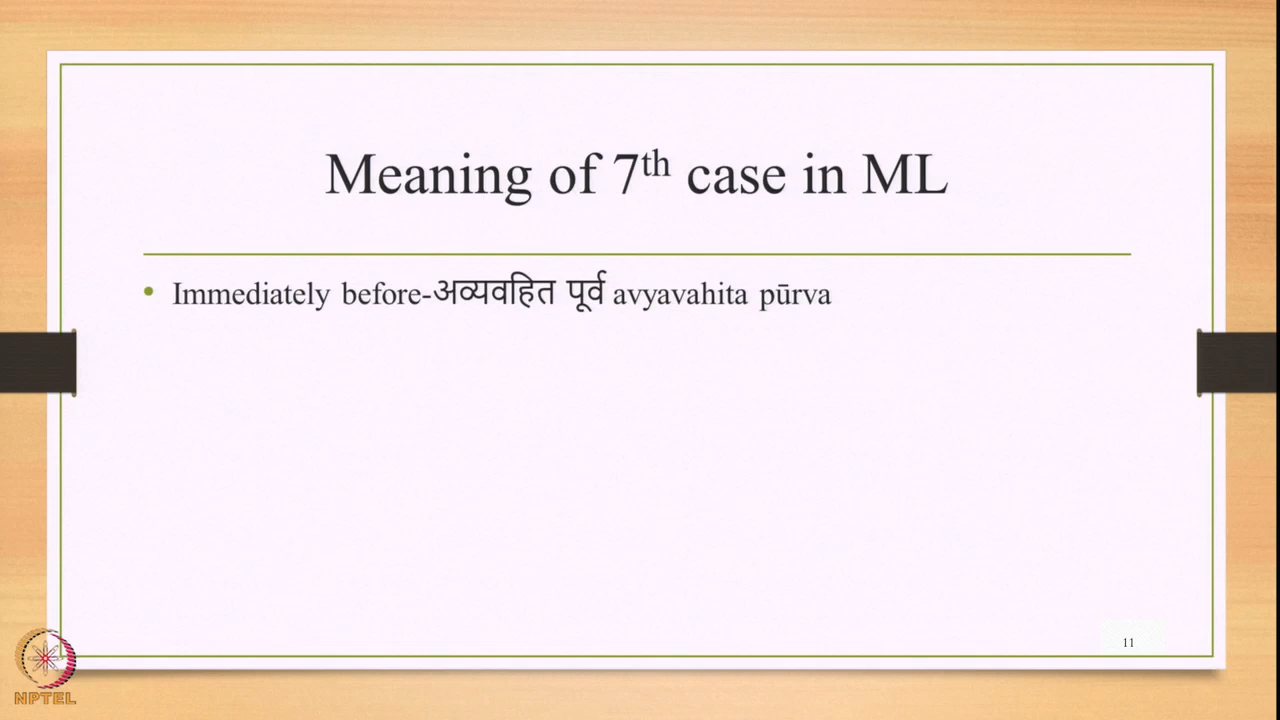 Meaning of 7th case in ML
• Immediately before-अव्यवहित पूर्व avyavahita pūrva
11
NPTEL